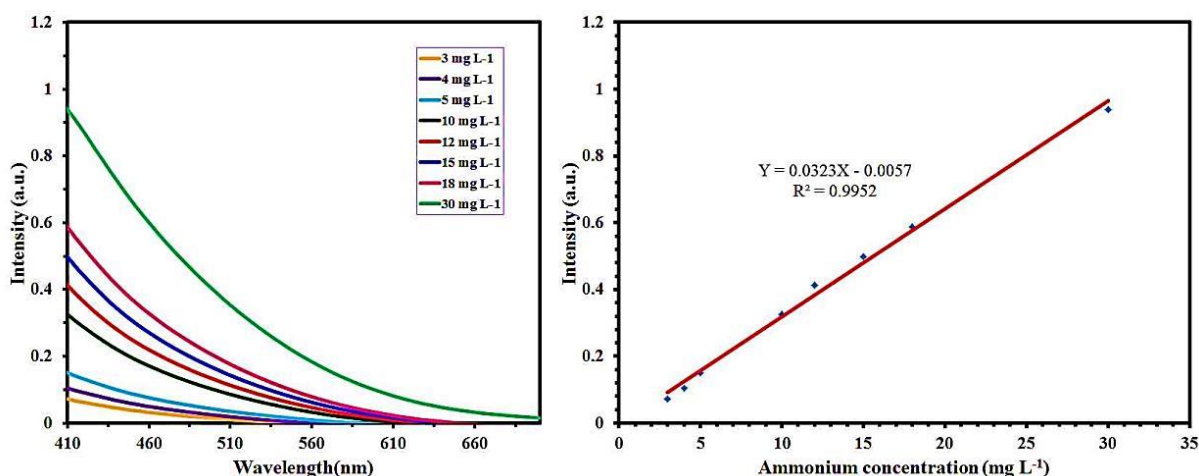 1.2
1
0.8
0.6
0.4
0.2
0
Intensity (a.u.)
410
460
510
560
610
660
Wavelength(nm)
3 mg L-1
4 mg L-1
5 mg L-1
10 mg L-1
12 mg L-1
15 mg L-1
18 mg L-1
30 mg L-1
1.2
1
0.8
0.6
0.4
0.2
0
Intensity (a.u.)
Y = 0.0323X - 0.0057
R² = 0.9952
0
5
10
15
20
25
30
35
Ammonium concentration (mg L⁻¹)